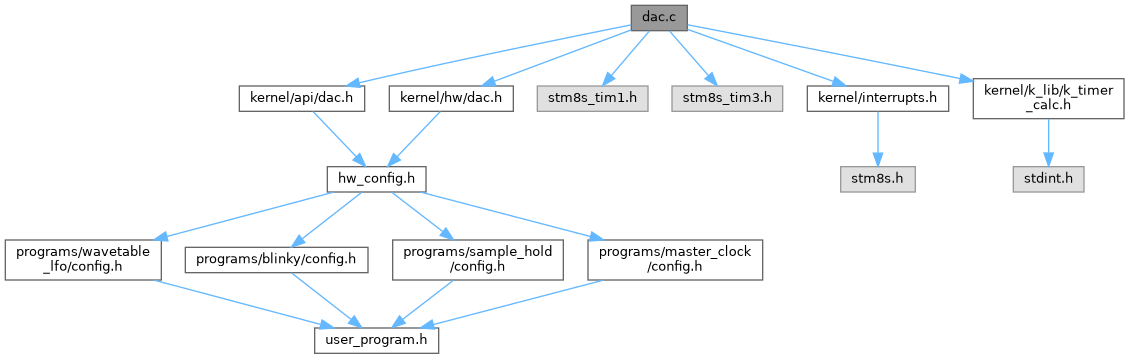 dac.c
kernel/api/dac.h
kernel/hw/dac.h
stm8s_tim1.h
stm8s_tim3.h
kernel/interrupts.h
kernel/k_lib/k_timer
_calc.h
hw_config.h
stm8s.h
stdint.h
programs/wavetable
_lfo/config.h
programs/blinky/config.h
programs/sample_hold
/config.h
programs/master_clock
/config.h
user_program.h